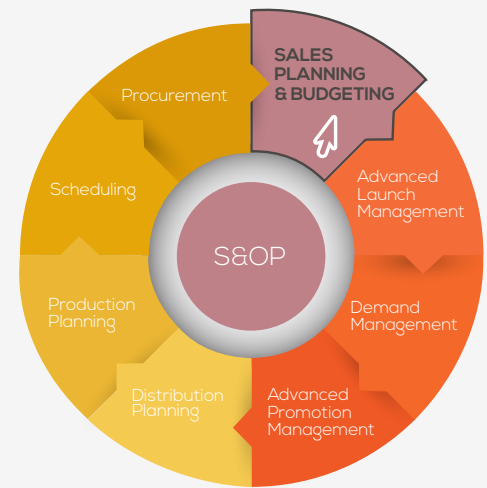 SALES
PLANNING
& BUDGETING
Advanced
Launch
Management
Demand
Management
Advanced
Promotion
Management
Distribution
Planning
Production
Planning
Scheduling
Procurement
S&OP